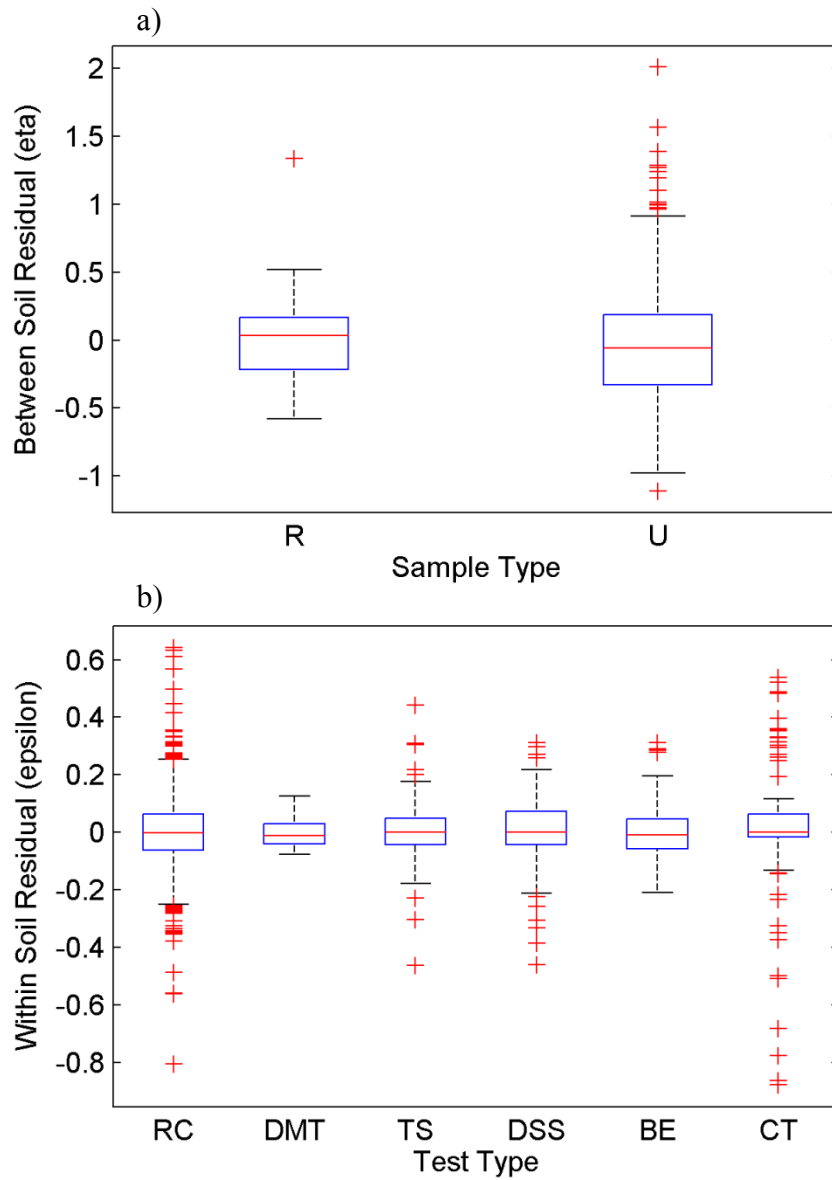 a)
Between Soil Residual (eta)
2
1.5
1
0.5
0
-0.5
-1
R U
Sample Type
b)
Within Soil Residual (epsilon)
0.6
0.4
0.2
0
-0.2
-0.4
-0.6
-0.8
RC DMT TS DSS BE CT
Test Type